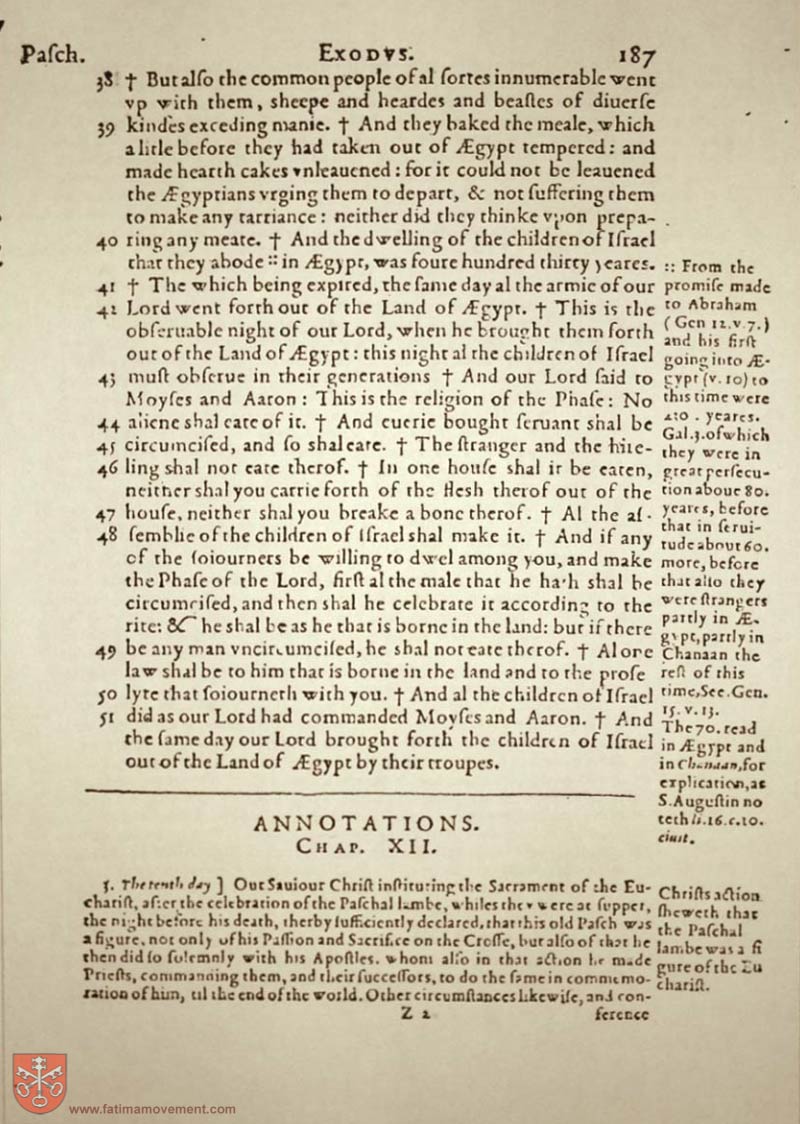 Paſch. EXODVS. 187
38 † But alſo the common people of al ſortes innumerable went
vp with them, sheepe and heardes and beaſtes of diuerſe
39 kindes exceding manie. † And they baked the meale, which
a litle before they had taken out of Ægypt tempered: and
made hearth cakes vnleauened: for it could not be leauened
the Ægyptians vrging them to depart, & not ſuffering them
to make any tarriance: neither did they thinke vpon prepa-
40 ring any meate. † And the dwelling of the children of Iſrael
that they abode :: in Ægypt, was foure hundred thirty yeares.
41 † The which being expired, the ſame day al the armie of our
42 Lord went forth out of the Land of Ægypt. † This is the
obſeruable night of our Lord, when he brought them forth
out of the Land of Ægypt: this night al the children of Iſrael
43 muſt obſerue in their generations † And our Lord ſaid to
Moyſes and Aaron: This is the religion of the Phaſe: No
44 aliene shal eate of it. † And euerie bought ſeruant shal be
45 circumciſed, and ſo shal eate. † The ſtranger and the hire-
46 ling shal not eate therof. † In one houſe shal it be eaten,
neither shal you carrie forth of the flesh therof out of the
47 houſe, neither shal you breake a bone therof. † Al the aſ-
48 ſemblie of the children of Iſrael shal make it. † And if any
of the ſoiourners be willing to dwel among you, and make
the Phaſe of the Lord, firſt al the male that he hath shal be
circumciſed, and then shal he celebrate it according to the
rite: & he shal be as he that is borne in the land: but if there
49 be any man vncircumciſed, he shal not eate therof. † Al one
law shal be to him that is borne in the land and to the proſe
50 lyte that ſoiourneth with you. † And al the children of Iſrael
51 did as our Lord had commanded Moyſes and Aaron. † And
the ſame day our Lord brought forth the children of Iſrael
out of the Land of Ægypt by their troupes.
:: From the
promiſe made
to Abraham
(Gen 12.v.7.)
and his firſt
going into Æ-
gypt (v. 10) to
this time were
430. yeares.
Gal.3. of which
they were in
great perſecu-
tion aboue 80.
yeares, before
that in ſerui-
tude about 60.
more, before
that alſo they
were ſtrangers
partly in Æ-
gypt, partly in
Chanaan the
reſt of this
time, See. Gen.
15. v. 13.
The 70. read
in Ægypt and
in Chanaan, for
explication, as
S. Auguſtin no
teth li.16.c.10.
ciuit.
ANNOTATIONS.
CHAP. XII.
3. The tenth day ] Our Sauiour Chriſt inſtituting the Sacrament of the Eu-
chariſt, after the celebration of the Paſchal lambe, whiles they were at ſupper,
the night before his death, therby ſufficiently declared, that this old Paſch was
a figure, not only of his Paſſion and Sacrifice on the Croſſe, but alſo of that he
then did ſo ſolemnly with his Apoſtles. whom alſo in that action he made
Prieſts, commanding them, and their ſucceſſors, to do the ſame in commemo-
ration of him, til the end of the world. Other circumſtances likewiſe, and con-
Z 2 ference
Chriſts action
sheweth that
the Paſchal
lambe was a fi
gure of the Eu
chariſt.
www.fatimamovement.com